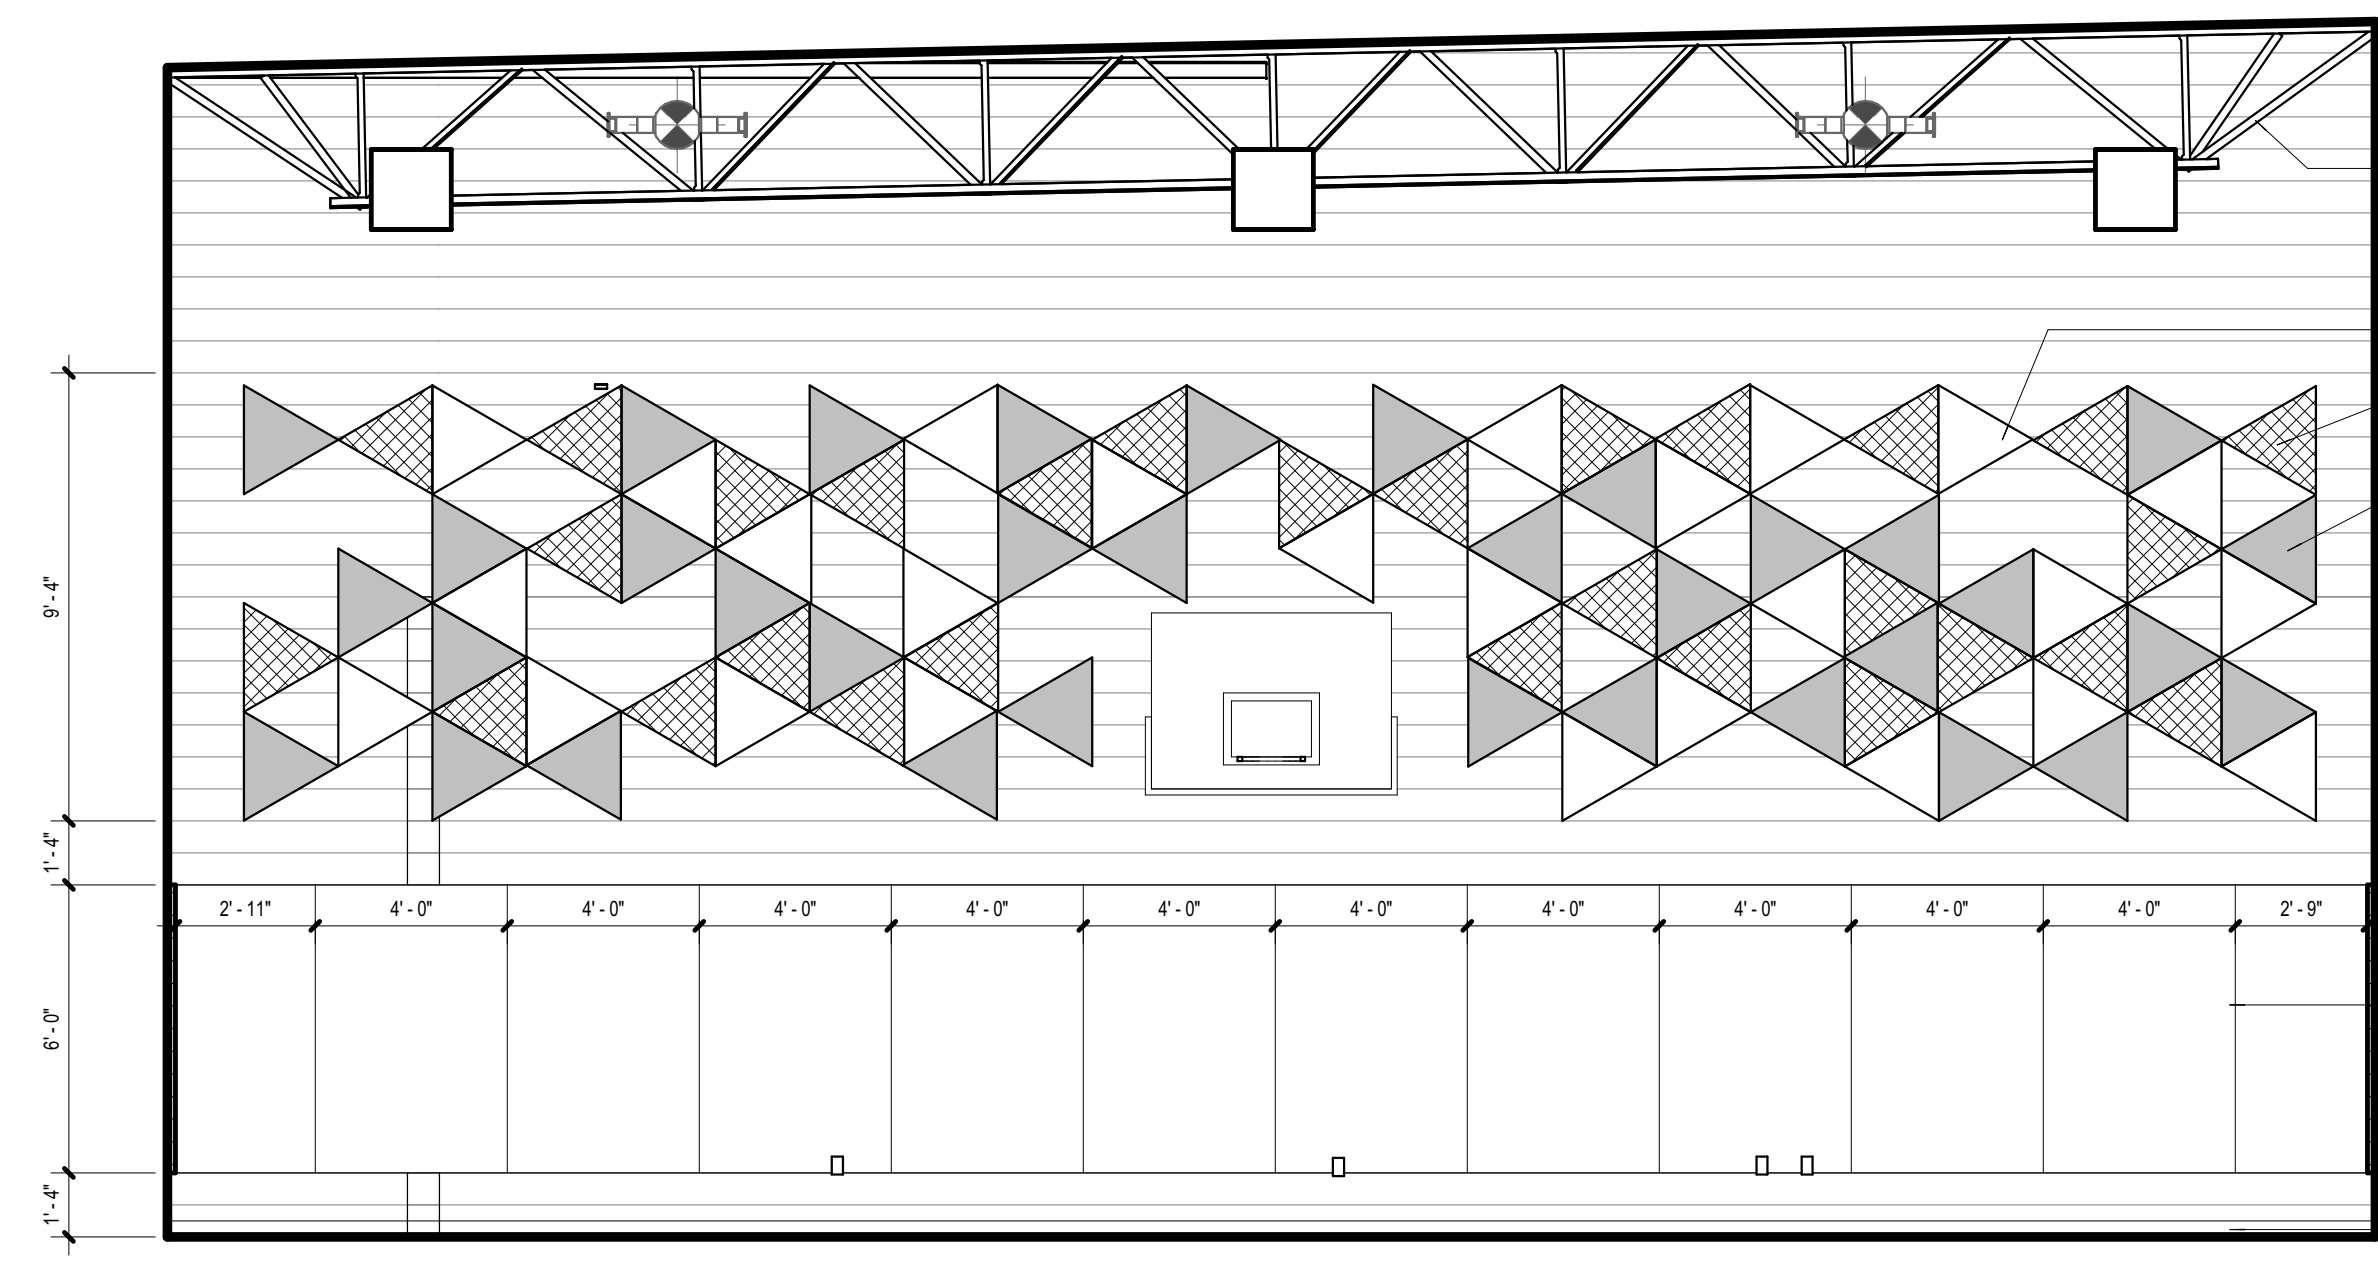 9' - 4"
1' - 4"
2' - 11"
4' - 0"
4' - 0"
4' - 0"
4' - 0"
4' - 0"
4' - 0"
4' - 0"
4' - 0"
4' - 0"
4' - 0"
2' - 9"
6' - 0"
1' - 4"